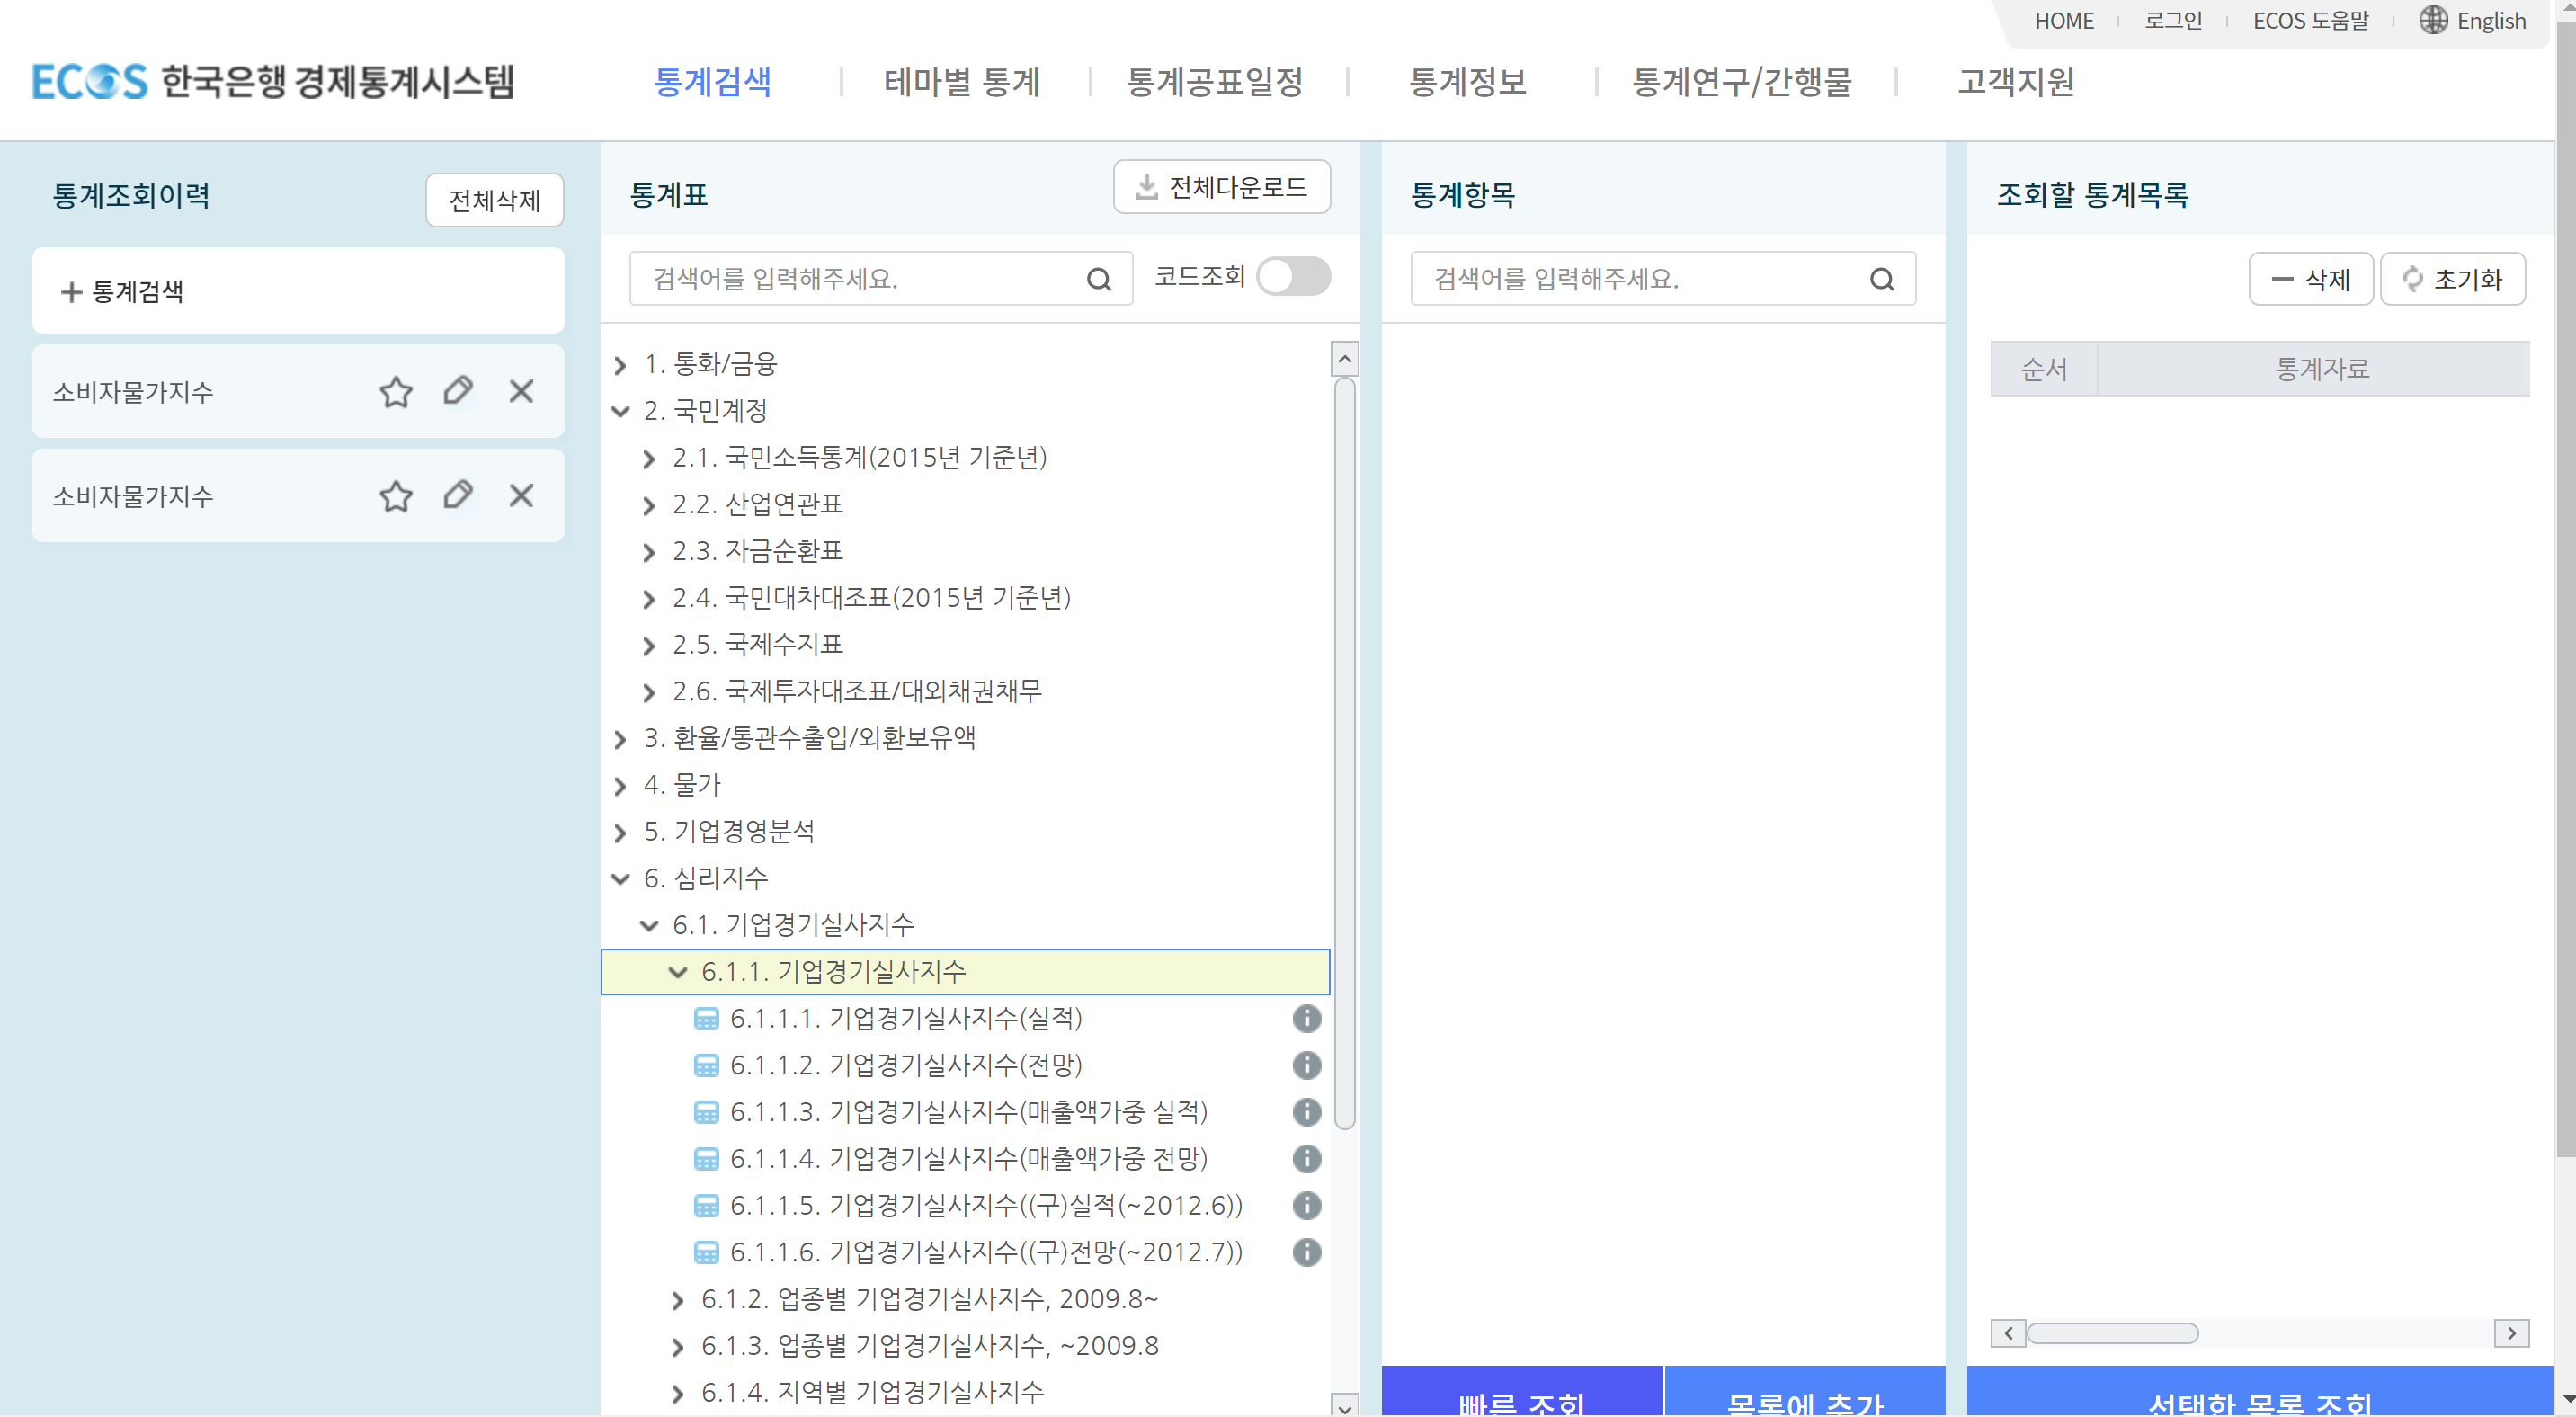 HOME
로그인
ECOS 도움말
English
ECOS 한국은행 경제통계시스템
통계검색
테마별 통계
통계공표일정
통계정보
통계연구/간행물
고객지원
통계조회이력
전체삭제
통계검색
소비자물가지수
소비자물가지수
통계표
전체다운로드
검색어를 입력해주세요.
코드조회
1. 통화/금융
2. 국민계정
2.1. 국민소득통계(2015년 기준년)
2.2. 산업연관표
2.3. 자금순환표
2.4. 국민대차대조표(2015년 기준년)
2.5. 국제수지표
2.6. 국제투자대조표/대외채권채무
3. 환율/통관수출입/외환보유액
4. 물가
5. 기업경영분석
6. 심리지수
6.1. 기업경기실사지수
6.1.1. 기업경기실사지수
6.1.1.1. 기업경기실사지수(실적)
6.1.1.2. 기업경기실사지수(전망)
6.1.1.3. 기업경기실사지수(매출액가중 실적)
6.1.1.4. 기업경기실사지수(매출액가중 전망)
6.1.1.5. 기업경기실사지수((구)실적(~2012.6))
6.1.1.6. 기업경기실사지수((구)전망(~2012.7))
6.1.2. 업종별 기업경기실사지수, 2009.8~
6.1.3. 업종별 기업경기실사지수, ~2009.8
6.1.4. 지역별 기업경기실사지수
통계항목
검색어를 입력해주세요.
빠른 조회
목록에 추가
조회할 통계목록
삭제
초기화
순서
통계자료
선택한 목록 조회